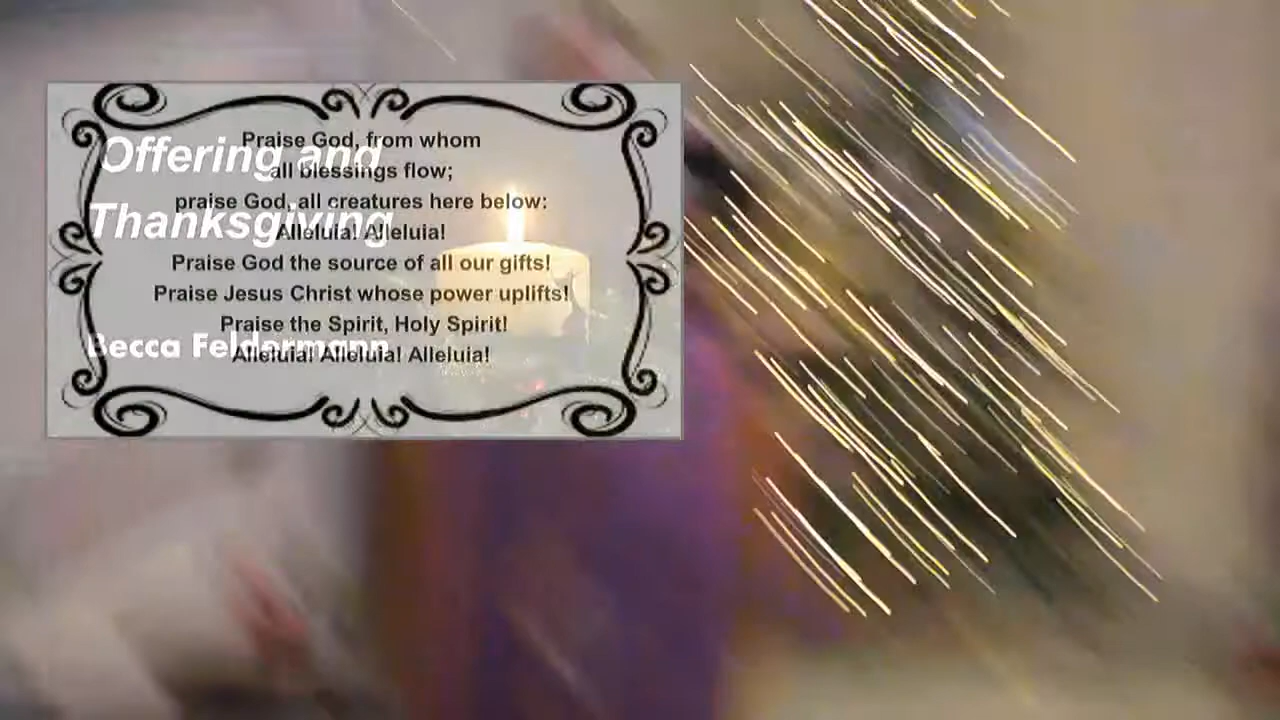 Offering and
Thanksgiving
Becca Feldermann
Praise God, from whom
all blessings flow;
praise God, all creatures here below:
Alleluia! Alleluia!
Praise God the source of all our gifts!
Praise Jesus Christ whose power uplifts!
Praise the Spirit, Holy Spirit!
Alleluia! Alleluia! Alleluia!